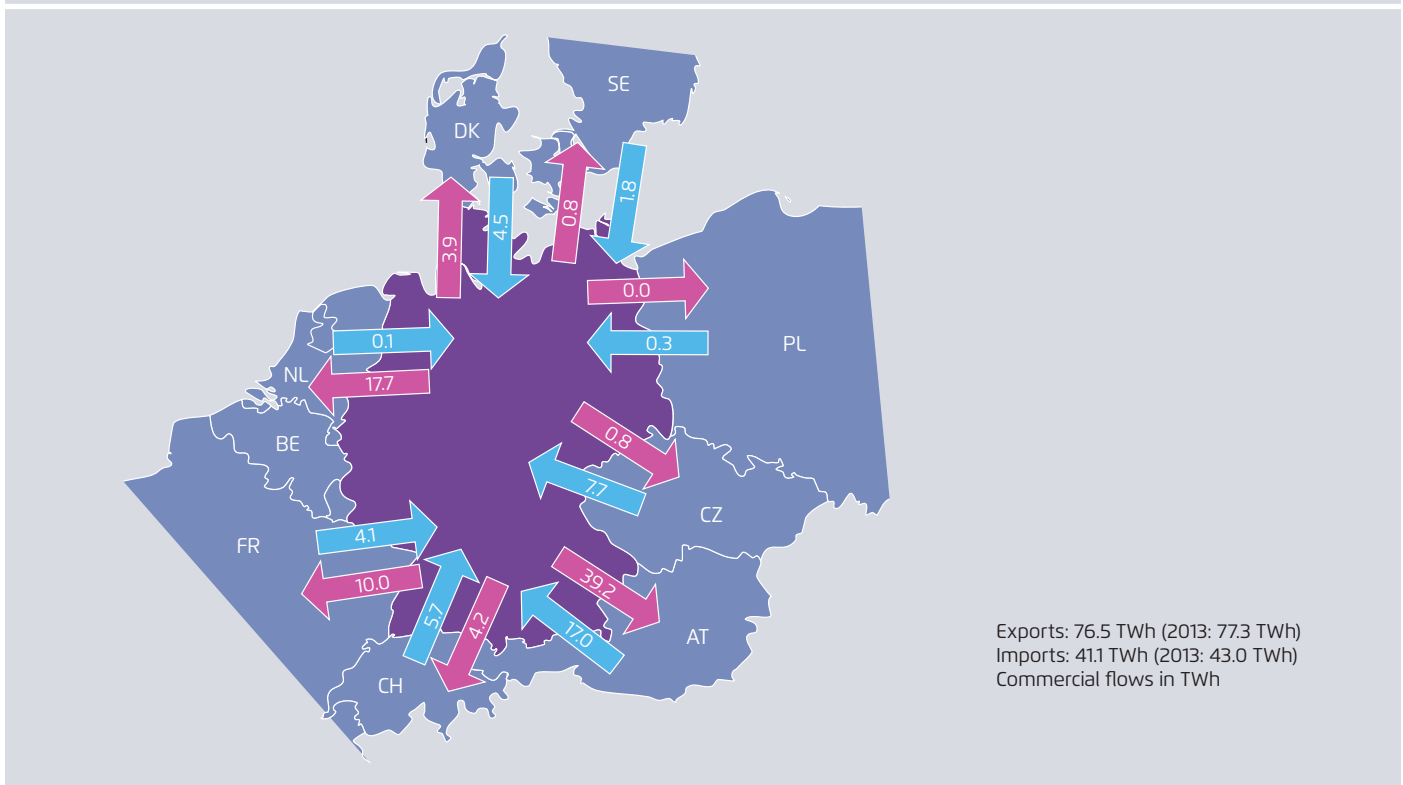 SE
DK
1.8
0.8
4.5
3.9
0.0
0.1
0.3
PL
NL
17.7
BE
0.8
7.7
CZ
FR
4.1
10.0
39.2
5.7
4.2
17.0
AT
CH
Exports: 76.5 TWh (2013: 77.3 TWh)
Imports: 41.1 TWh (2013: 43.0 TWh)
Commercial flows in TWh